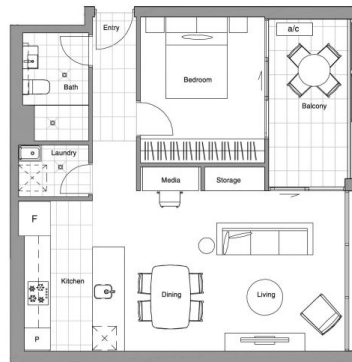 a/c
Entry
Bedroom
Bath
Balcony
Laundry
Media
Storage
F
Kitchen
Dining
Living
P